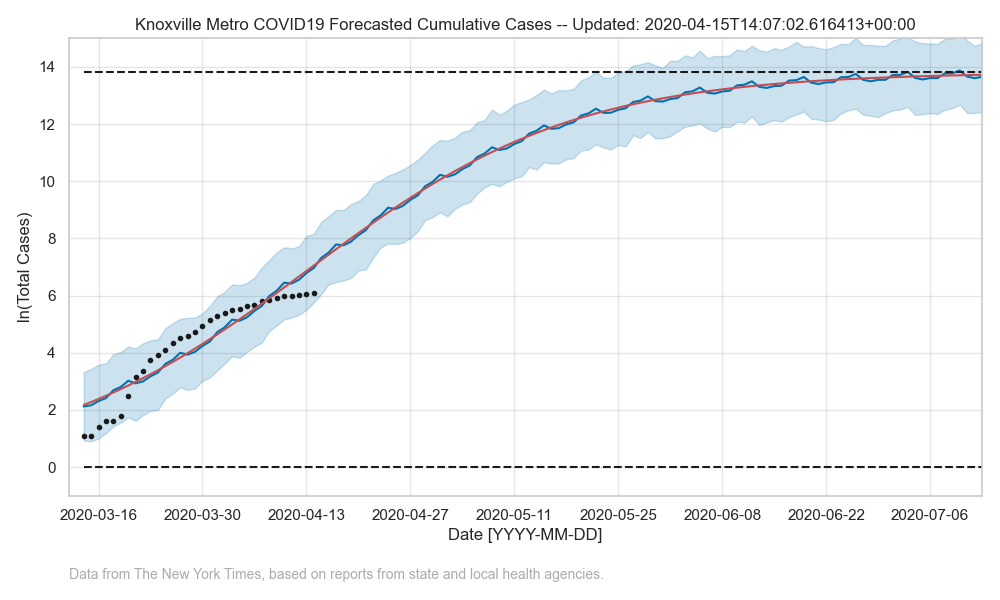 Knoxville Metro COVID19 Forecasted Cumulative Cases -- Updated: 2020-04-15T14:07:02.616413+00:00
14
12
10
8
6
4
2
0
ln(Total Cases)
2020-03-16 2020-03-30 2020-04-13 2020-04-27 2020-05-11 2020-05-25 2020-06-08 2020-06-22 2020-07-06
Date [YYYY-MM-DD]
Data from The New York Times, based on reports from state and local health agencies.